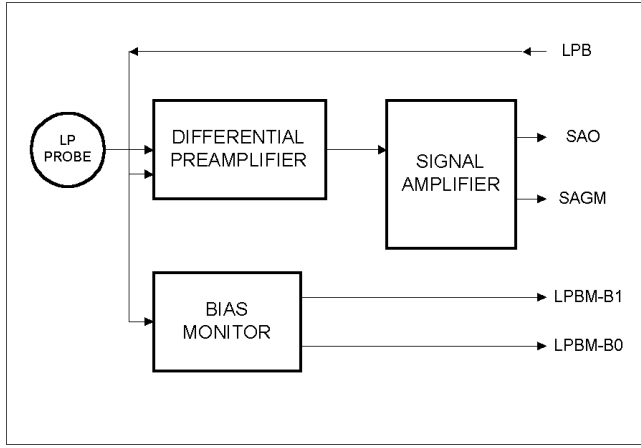 LPB
LP
PROBE
DIFFERENTIAL
PREAMPLIFIER
SIGNAL
AMPLIFIER
SAO
SAGM
BIAS
MONITOR
LPBM-B1
LPBM-B0